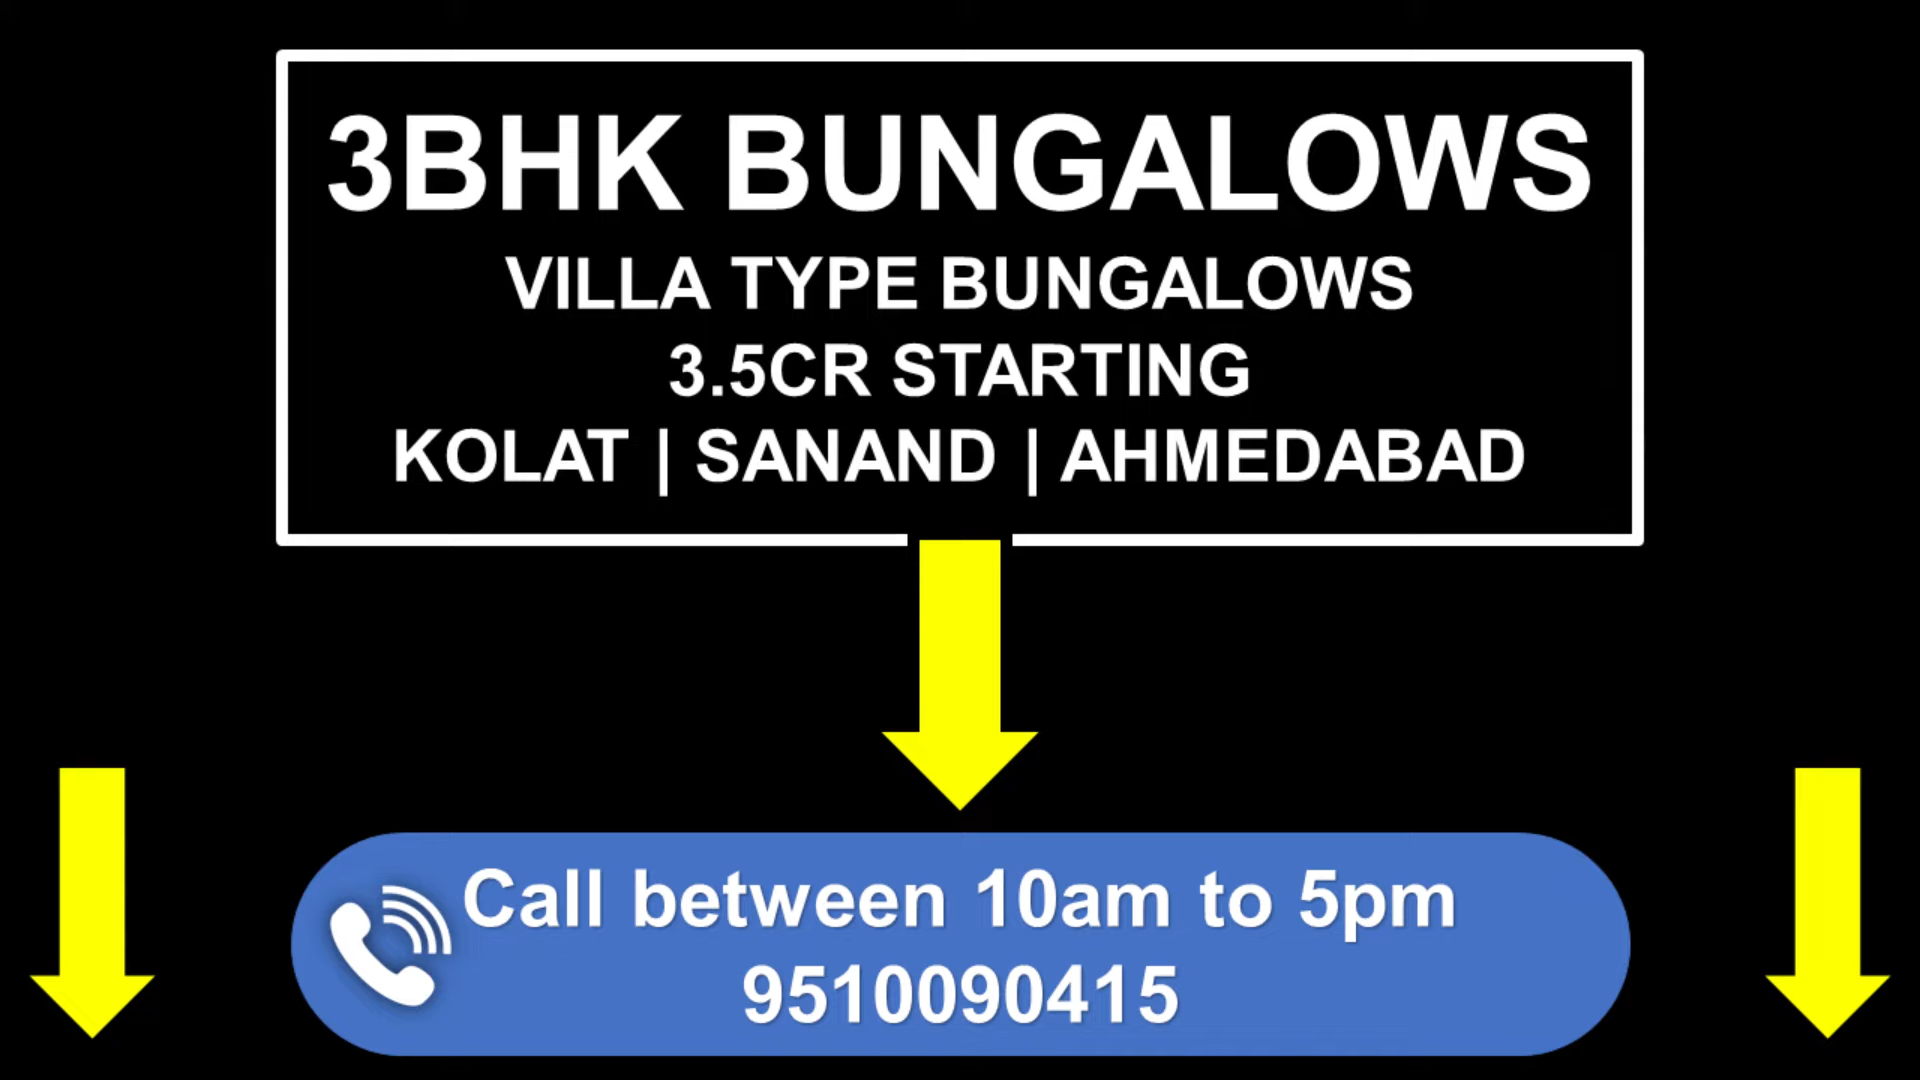 3BHK BUNGALOWS
VILLA TYPE BUNGALOWS
3.5CR STARTING
KOLAT | SANAND | AHMEDABAD
Call between 10am to 5pm
9510090415